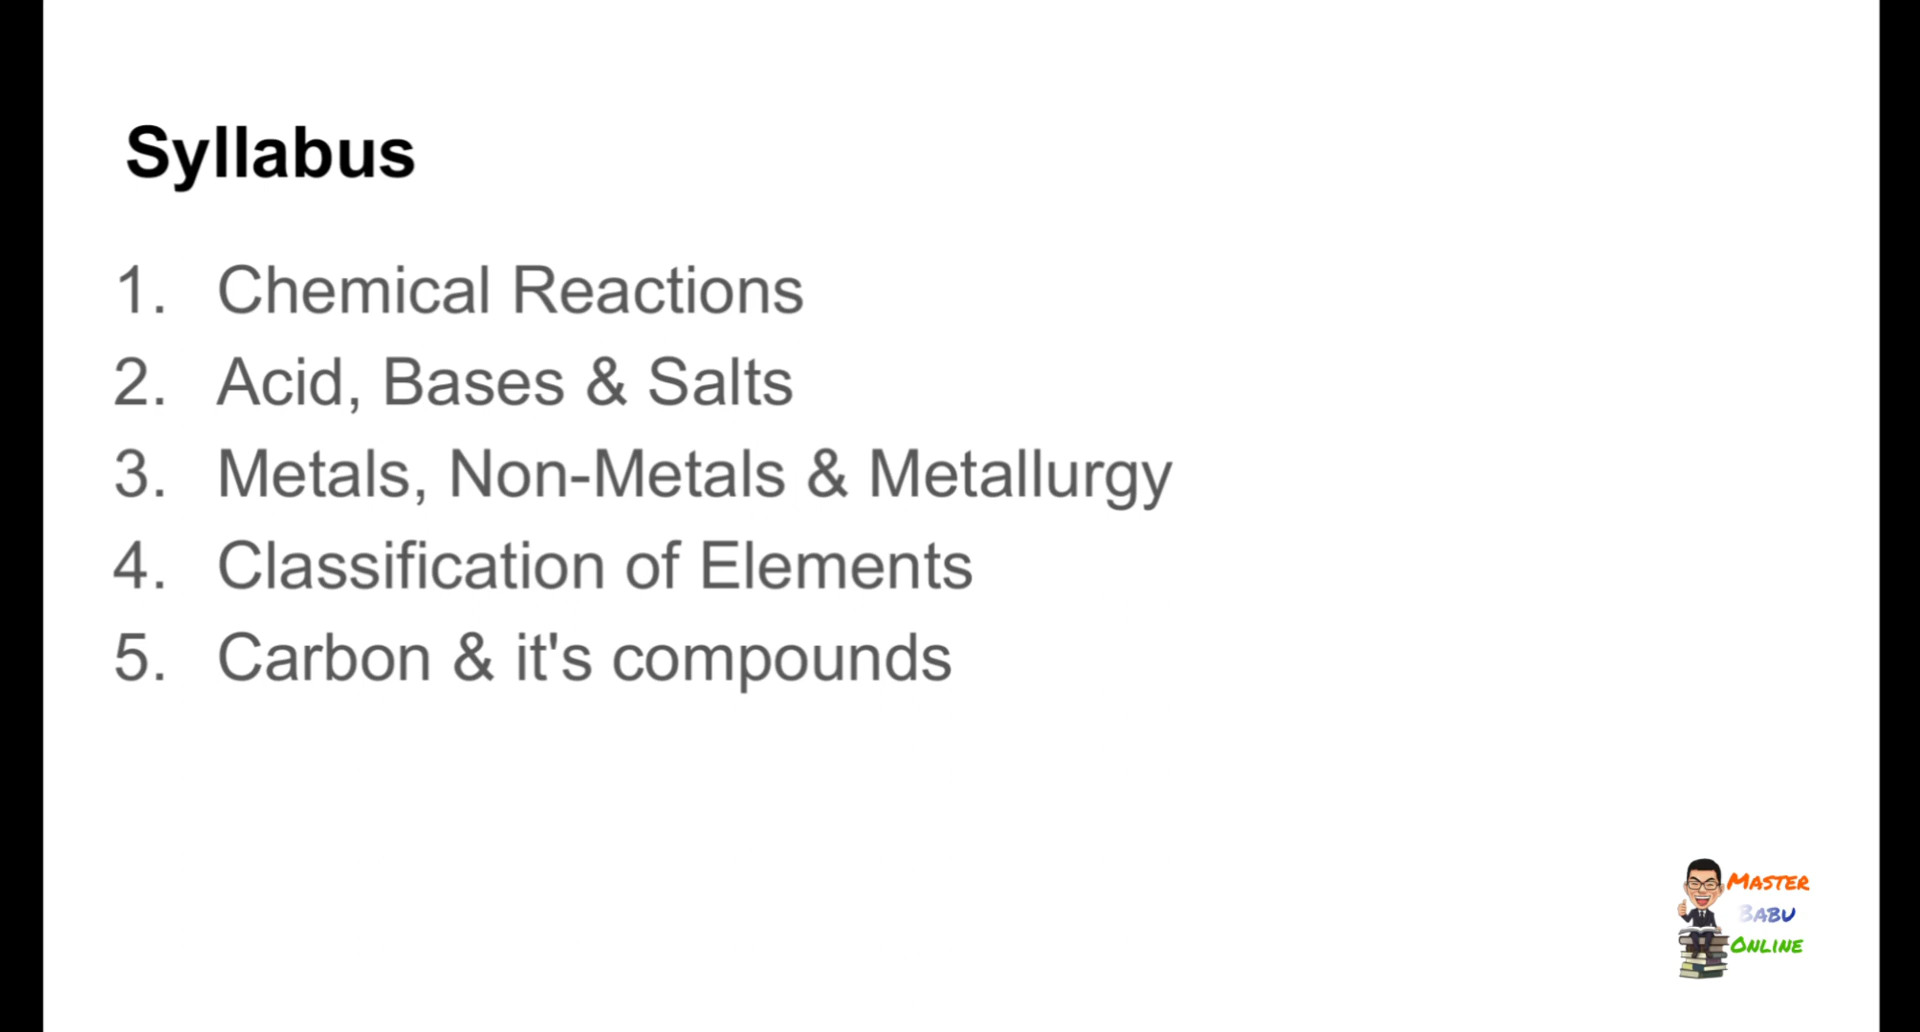 Syllabus
1. Chemical Reactions
2. Acid, Bases & Salts
3. Metals, Non-Metals & Metallurgy
4. Classification of Elements
5. Carbon & it's compounds
MASTER
BABU
ONLINE